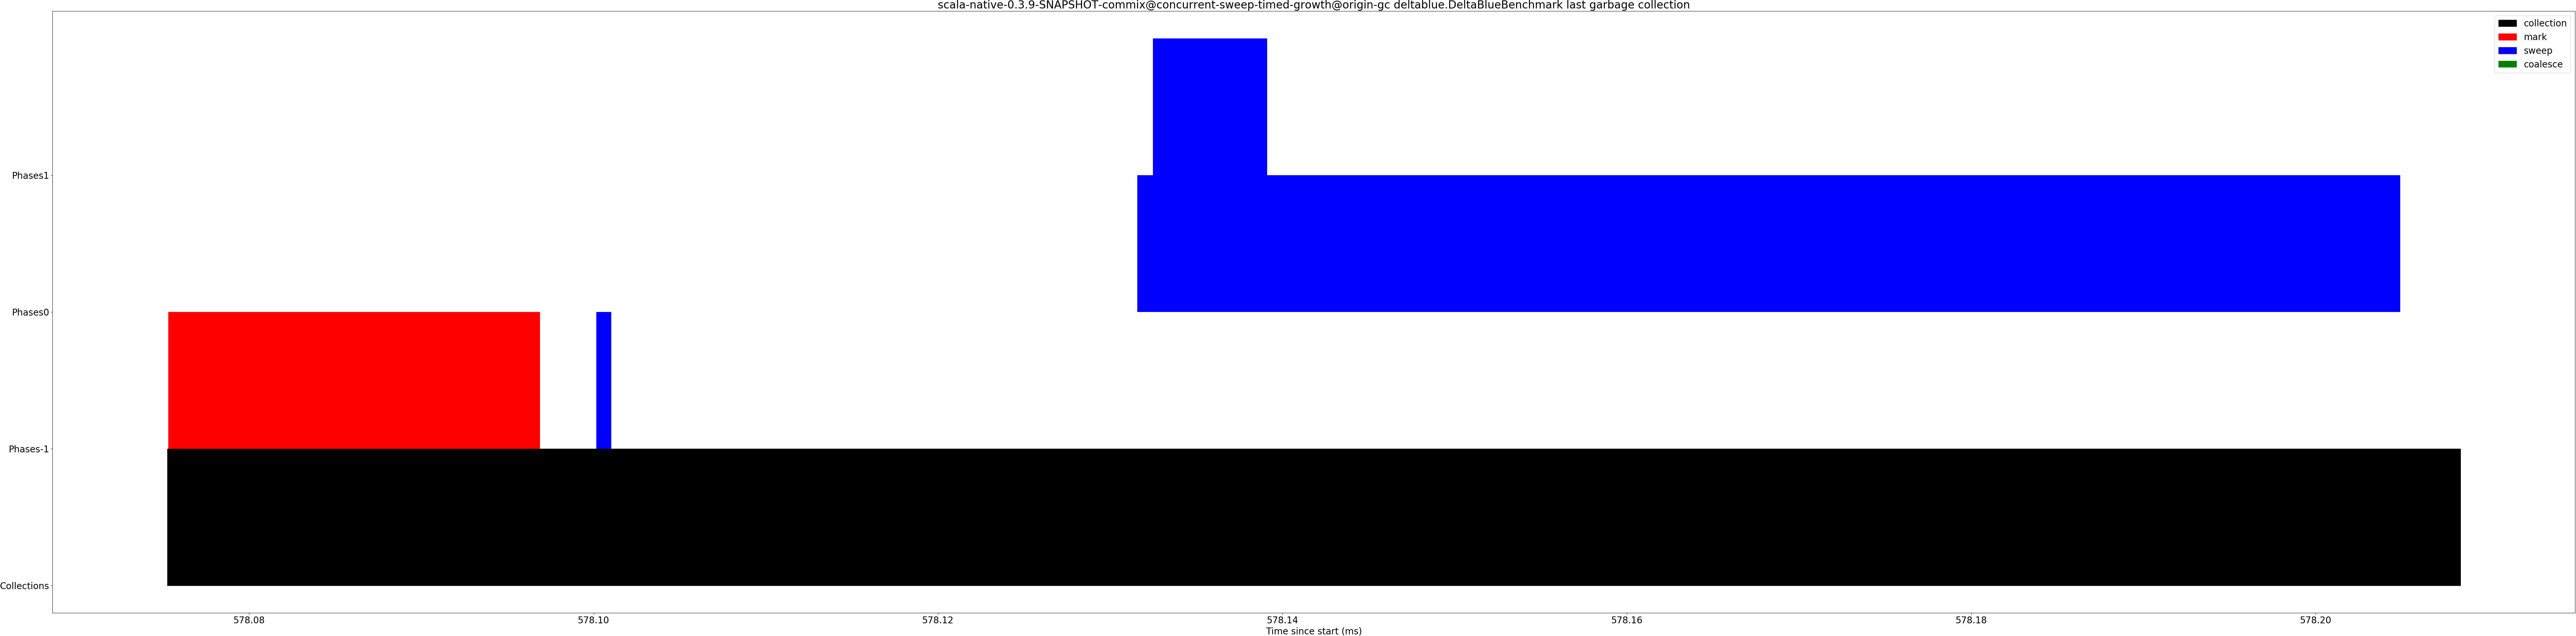 scala-native-0.3.9-SNAPSHOT-commix@concurrent-sweep-timed-growth@origin-gc deltablue.DeltaBlueBenchmark last garbage collection
collection
mark
sweep
coalesce
Phases1
Phases0
Phases-1
Collections
578.08 578.10 578.12 578.14 578.16 578.18 578.20
Time since start (ms)